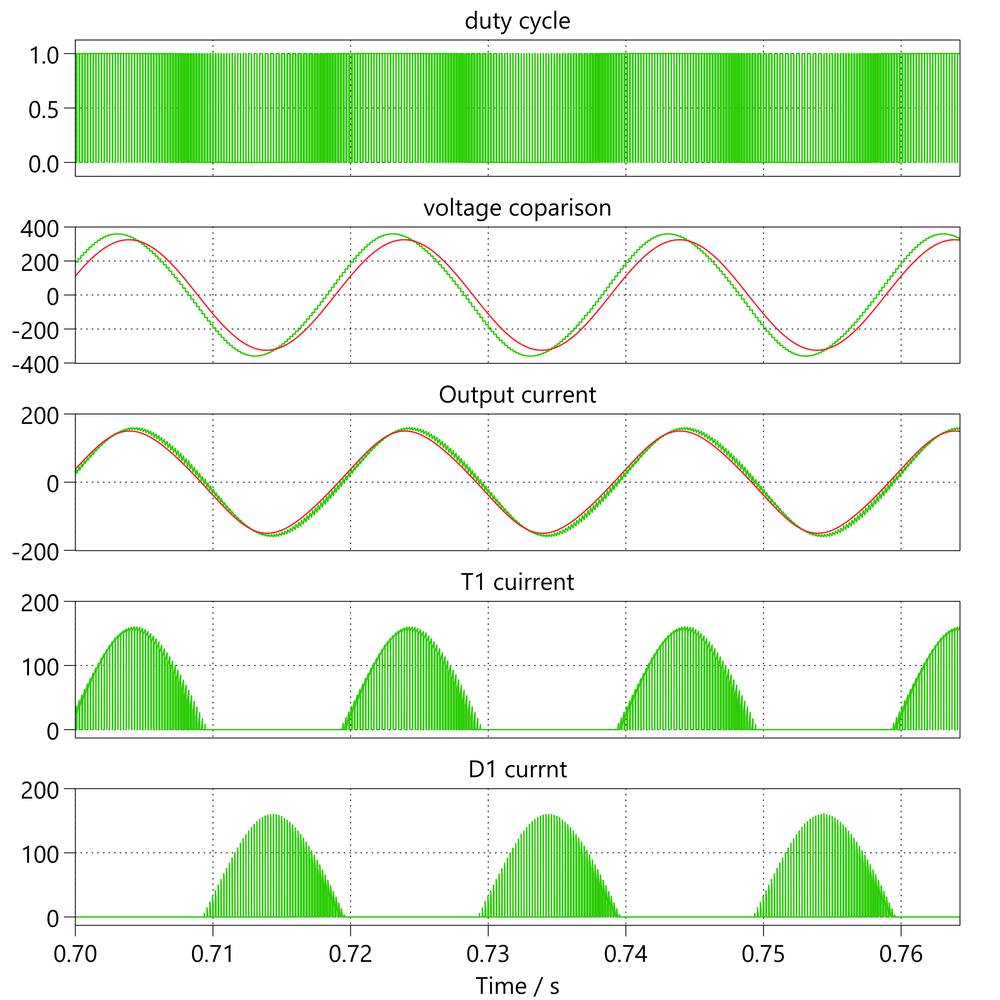 duty cycle
1.0
0.5
0.0
voltage coparison
400
200
0
-200
-400
Output current
200
0
-200
T1 cuirrent
200
100
0
D1 currnt
200
100
0
0.70 0.71 0.72 0.73 0.74 0.75 0.76
Time / s